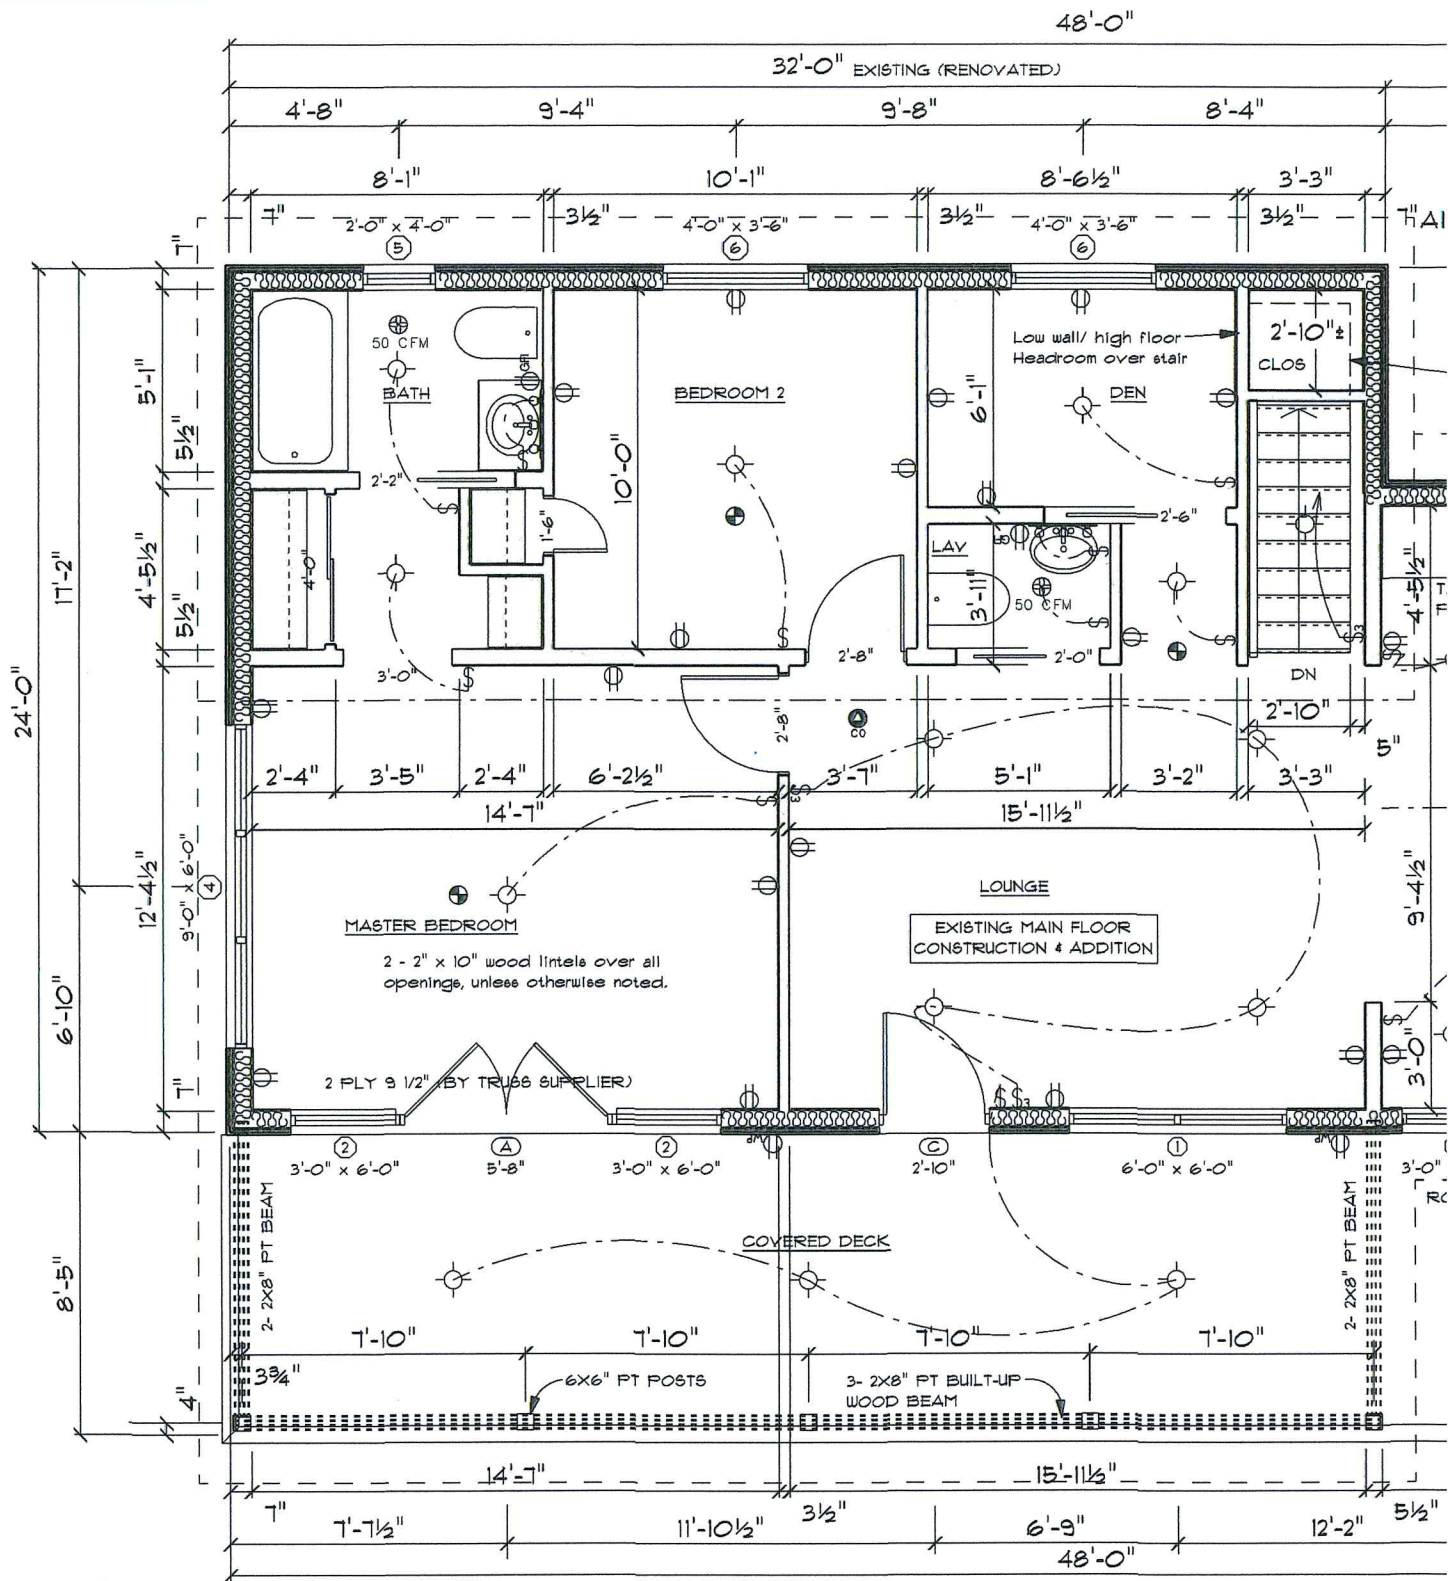 48'-0"
32'-0" EXISTING (RENOVATED)
4'-8" 9'-4" 9'-8" 8'-4"
8'-1" 10'-1" 8'-6½" 3'-3"
7" 3½" 3½" 3½" 7"
2'-0" x 4'-0" 4'-0" x 3'-6" 4'-0" x 3'-6"
5 6 6
7"
50 CFM
BATH
GFI
BEDROOM 2
Low wall/ high floor
Headroom over stair
DEN
2'-10"±
CLOS
5'-1"
5½"
4'-5½"
5½"
6'-1"
10'-0"
2'-2"
4'-0"
1'-6"
2'-6"
LAV
3'-11"
50 CFM
4'-5½"
17'-2"
24'-0"
3'-0" 2'-8" 2'-0"
DN
2'-8"
CO
2'-10"
5"
2'-4" 3'-5" 2'-4" 6'-2½" 3'-7" 5'-1" 3'-2" 3'-3"
14'-7" 15'-11½"
12'-4½"
9'-0" x 6'-0"
4
9'-4½"
MASTER BEDROOM
2 - 2" x 10" wood lintels over all
openings, unless otherwise noted.
LOUNGE
EXISTING MAIN FLOOR
CONSTRUCTION & ADDITION
6'-10"
7"
3'-0"
2 PLY 9 1/2" (BY TRUSS SUPPLIER)
WP WP
2 A 2 C 1
3'-0" x 6'-0" 5'-8" 3'-0" x 6'-0" 2'-10" 6'-0" x 6'-0" 3'-0"
2- 2X8" PT BEAM
COVERED DECK
2- 2X8" PT BEAM
8'-5"
7'-10" 7'-10" 7'-10" 7'-10"
3¾"
6X6" PT POSTS
3- 2X8" PT BUILT-UP
WOOD BEAM
4"
14'-7" 15'-11½"
7" 3½" 5½"
7'-7½" 11'-10½" 6'-9" 12'-2"
48'-0"